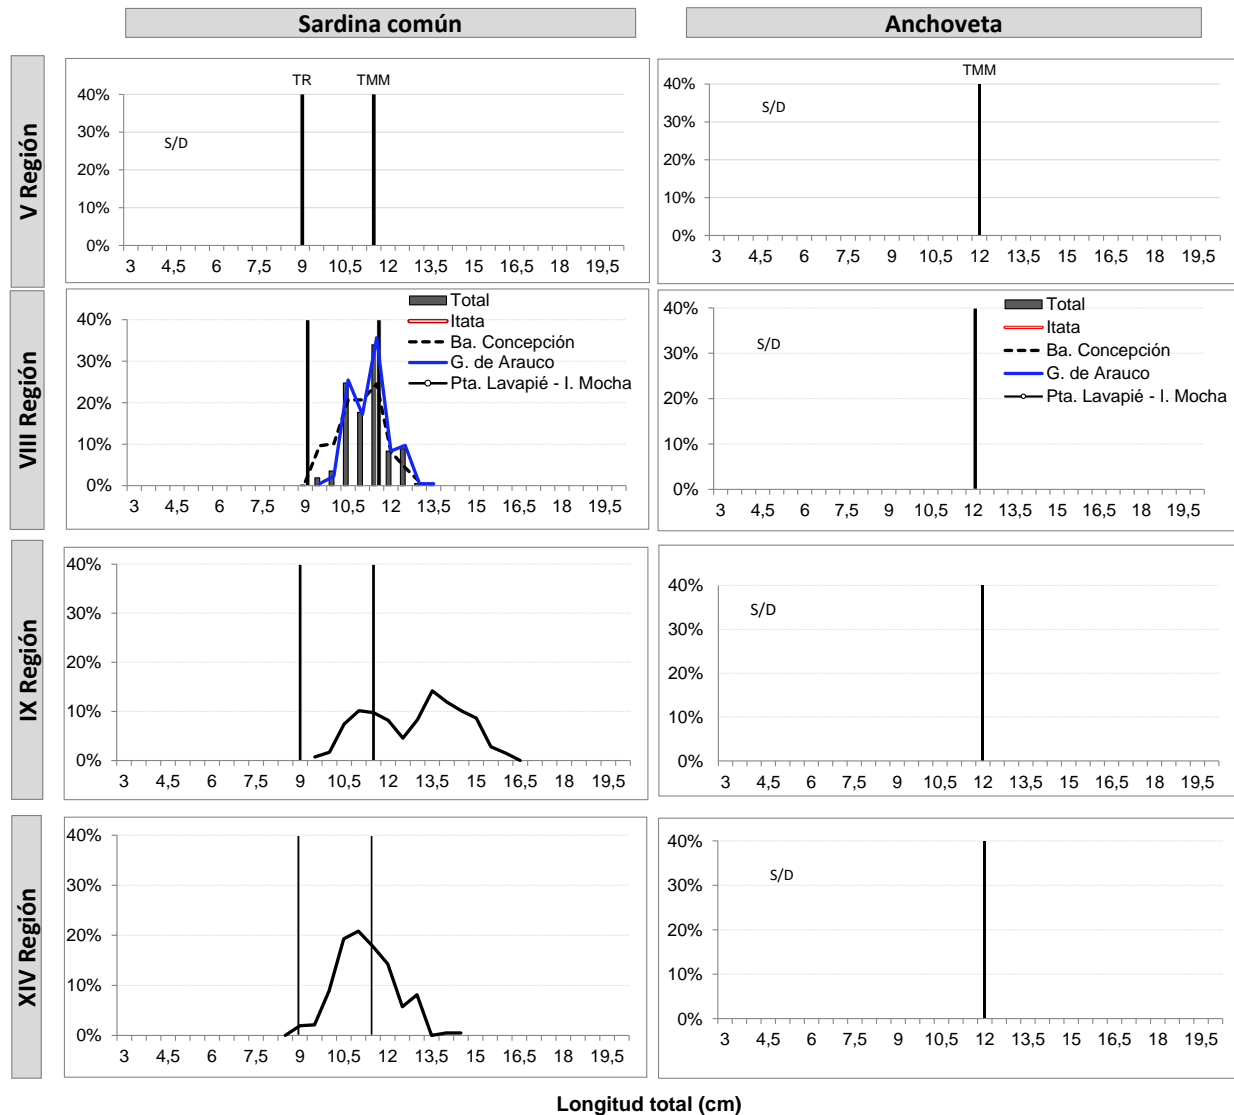 Sardina común
Anchoveta
V Región
TR
TMM
40%
30%
20%
10%
0%
S/D
3 4,5 6 7,5 9 10,5 12 13,5 15 16,5 18 19,5
TMM
40%
30%
20%
10%
0%
S/D
3 4,5 6 7,5 9 10,5 12 13,5 15 16,5 18 19,5
VIII Región
40%
30%
20%
10%
0%
Total
Itata
Ba. Concepción
G. de Arauco
Pta. Lavapié - I. Mocha
3 4,5 6 7,5 9 10,5 12 13,5 15 16,5 18 19,5
40%
30%
20%
10%
0%
S/D
Total
Itata
Ba. Concepción
G. de Arauco
Pta. Lavapié - I. Mocha
3 4,5 6 7,5 9 10,5 12 13,5 15 16,5 18 19,5
IX Región
40%
30%
20%
10%
0%
3 4,5 6 7,5 9 10,5 12 13,5 15 16,5 18 19,5
40%
30%
20%
10%
0%
S/D
3 4,5 6 7,5 9 10,5 12 13,5 15 16,5 18 19,5
XIV Región
40%
30%
20%
10%
0%
3 4,5 6 7,5 9 10,5 12 13,5 15 16,5 18 19,5
40%
30%
20%
10%
0%
S/D
3 4,5 6 7,5 9 10,5 12 13,5 15 16,5 18 19,5
Longitud total (cm)